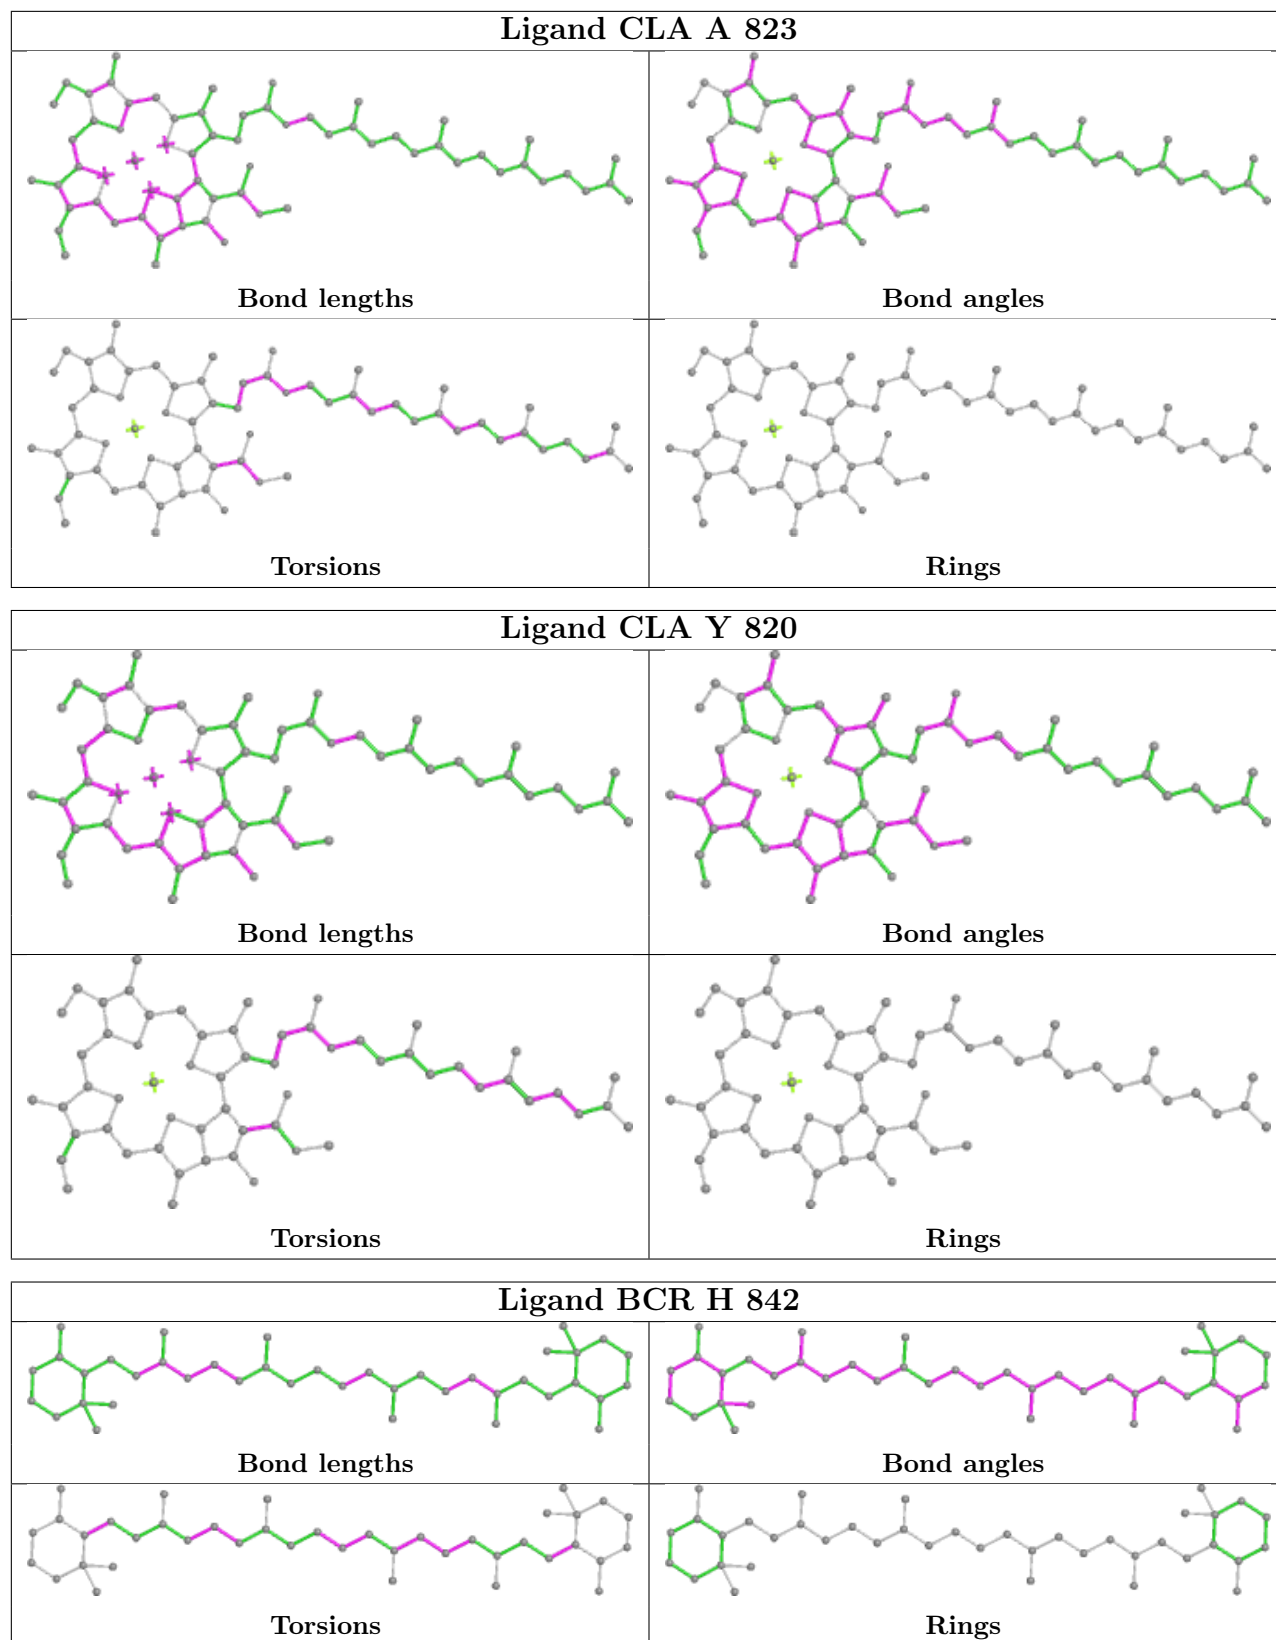 Ligand CLA A 823
Bond lengths
Bond angles
Torsions
Rings
Ligand CLA Y 820
Bond lengths
Bond angles
Torsions
Rings
Ligand BCR H 842
Bond lengths
Bond angles
Torsions
Rings